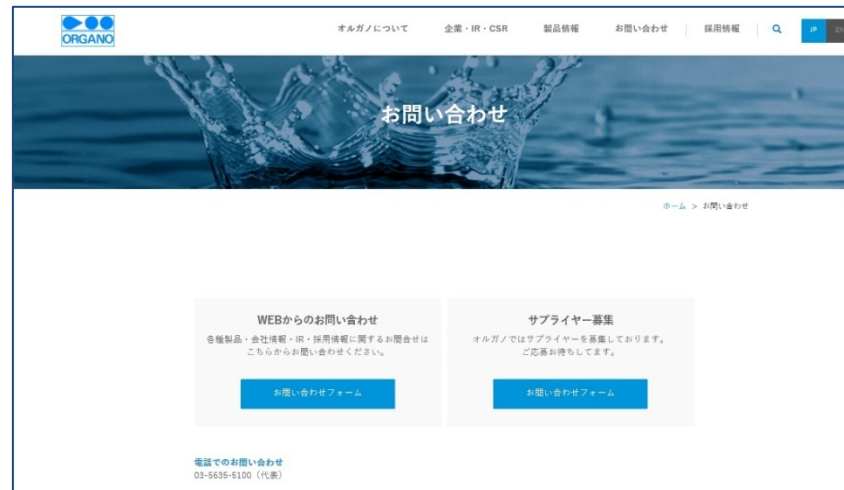 ORGANO
オルガノについて 企業・IR・CSR 製品情報 お問い合わせ 採用情報 JP EN
お問い合わせ
ホーム > お問い合わせ
WEBからのお問い合わせ
各種製品・会社情報・IR・採用情報に関するお問合せは
こちらからお問い合わせください。
お問い合わせフォーム
サプライヤー募集
オルガノではサプライヤーを募集しております。
ご応募お待ちしてます。
お問い合わせフォーム
電話でのお問い合わせ
03-5635-5100（代表）